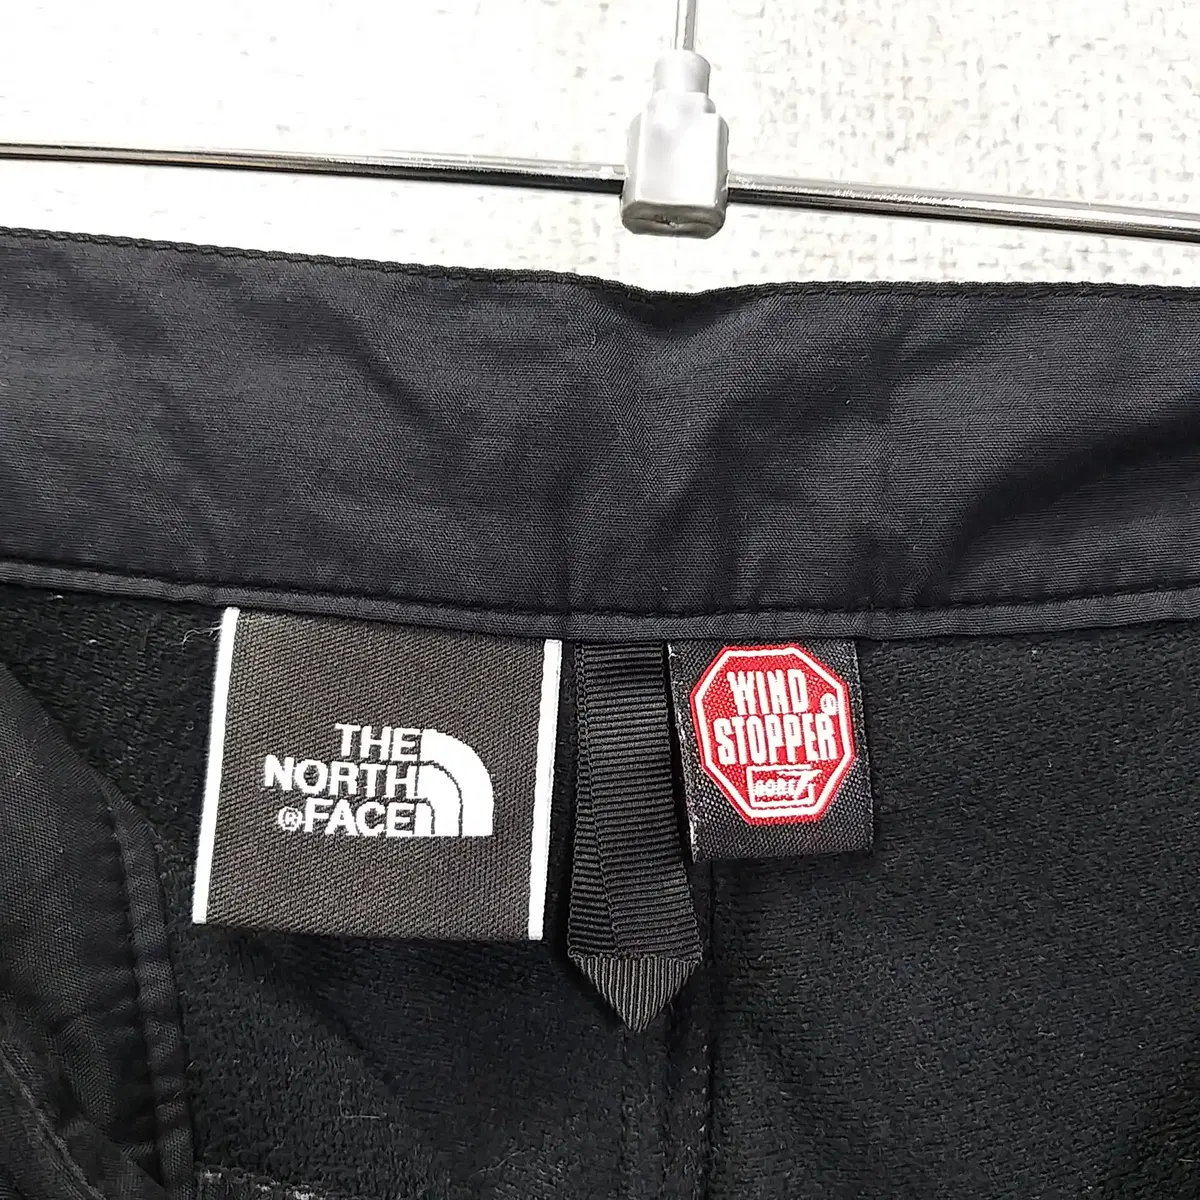 THE
NORTH
®FACE
WIND
STOPPER®